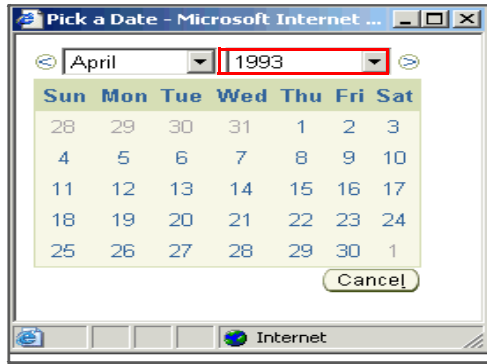 Pick a Date - Microsoft Internet ...
April 1993
Sun Mon Tue Wed Thu Fri Sat
28 29 30 31 1 2 3
4 5 6 7 8 9 10
11 12 13 14 15 16 17
18 19 20 21 22 23 24
25 26 27 28 29 30 1
Cancel
Internet